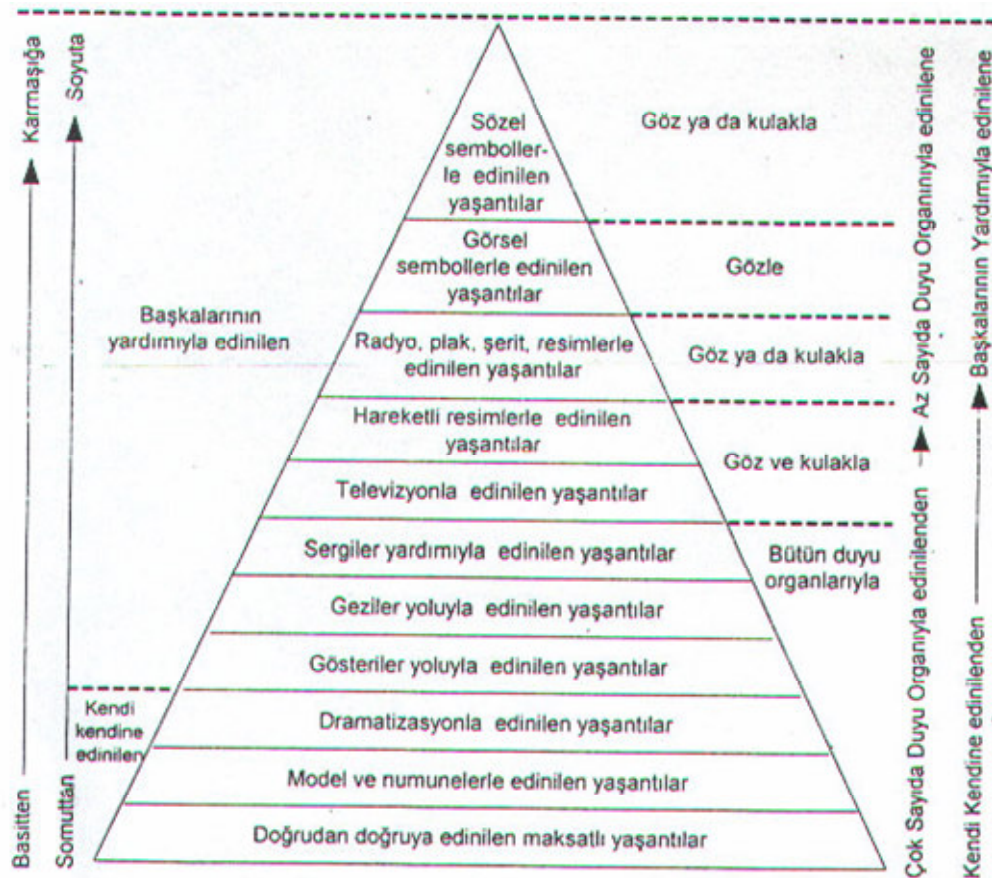 Karmaşığa
Soyuta
Sözel
semboller-
le edinilen
yaşantılar
Göz ya da kulakla
Görsel
sembollerle edinilen
yaşantılar
Gözle
Başkalarının
yardımıyla edinilen
Radyo, plak, şerit, resimlerle
edinilen yaşantılar
Göz ya da kulakla
Hareketli resimlerle edinilen
yaşantılar
Göz ve kulakla
Televizyonla edinilen yaşantılar
Sergiler yardımıyla edinilen yaşantılar
Bütün duyu
organlarıyla
Geziler yoluyla edinilen yaşantılar
Gösteriler yoluyla edinilen yaşantılar
Kendi
kendine
edinilen
Dramatizasyonla edinilen yaşantılar
Model ve numunelerle edinilen yaşantılar
Doğrudan doğruya edinilen maksatlı yaşantılar
Basitten
Somuttan
Çok Sayıda Duyu Organıyla edinilenden
Az Sayıda Duyu Organıyla edinilene
Kendi Kendine edinilenden
Başkalarının Yardımıyla edinilene